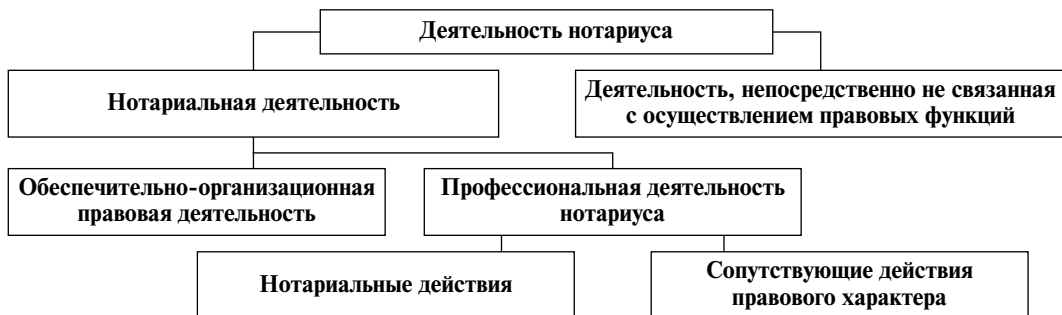 Деятельность нотариуса
Нотариальная деятельность
Деятельность, непосредственно не связанная
с осуществлением правовых функций
Обеспечительно-организационная
правовая деятельность
Профессиональная деятельность
нотариуса
Нотариальные действия
Сопутствующие действия
правового характера